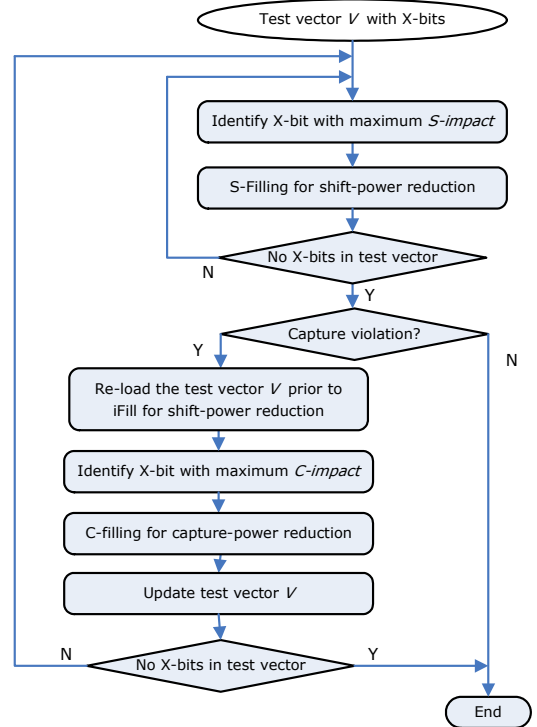 Test vector V with X-bits
Identify X-bit with maximum S-impact
S-Filling for shift-power reduction
No X-bits in test vector
N
Y
Capture violation?
Y
N
Re-load the test vector V prior to
iFill for shift-power reduction
Identify X-bit with maximum C-impact
C-filling for capture-power reduction
Update test vector V
N
No X-bits in test vector
Y
End